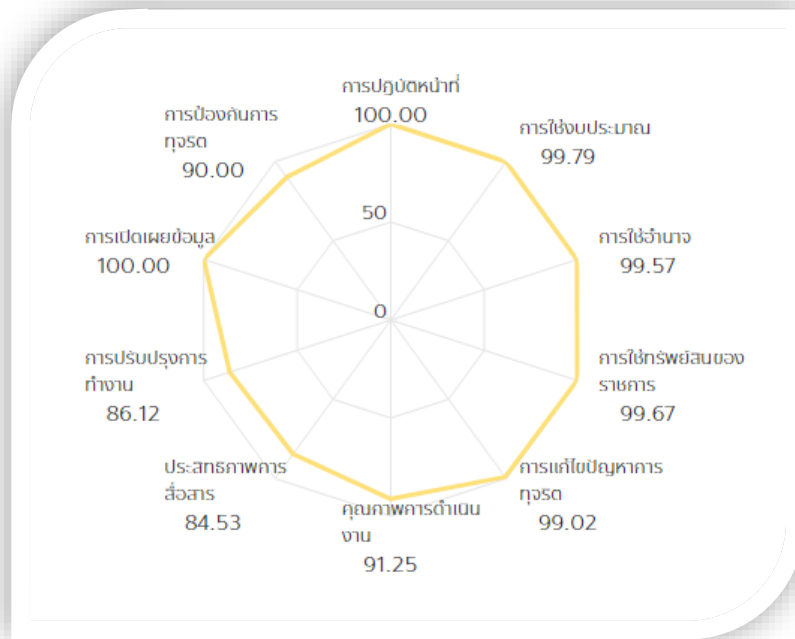 การปฏิบัติหน้าที่
100.00
การใช้งบประมาณ
99.79
การใช้อำนาจ
99.57
การใช้ทรัพย์สินของ
ราชการ
99.67
การแก้ไขปัญหาการ
ทุจริต
99.02
คุณภาพการดำเนิน
งาน
91.25
ประสิทธิภาพการ
สื่อสาร
84.53
การปรับปรุงการ
ทำงาน
86.12
การเปิดเผยข้อมูล
100.00
การป้องกันการ
ทุจริต
90.00
50
0